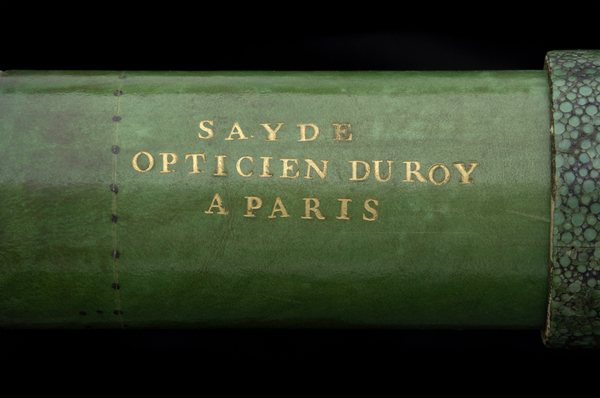 SAYDE
OPTICIEN DU ROY
A PARIS